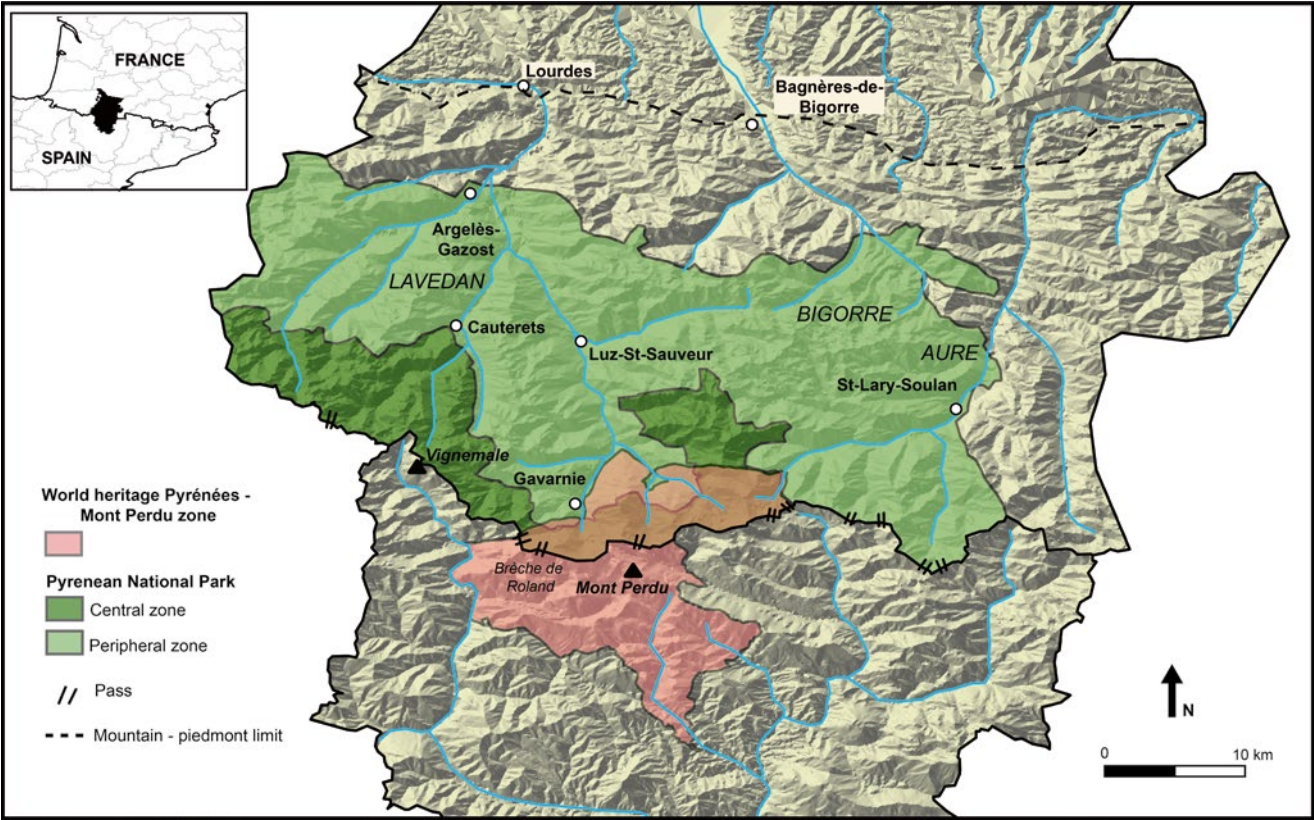 FRANCE
SPAIN
Lourdes
Bagnères-de-
Bigorre
Argelès-
Gazost
LAVEDAN
BIGORRE
Cauterets
Luz-St-Sauveur
AURE
St-Lary-Soulan
Vignemale
Gavarnie
Brèche de
Roland
Mont Perdu
World heritage Pyrénées -
Mont Perdu zone
Pyrenean National Park
Central zone
Peripheral zone
Pass
Mountain - piedmont limit
N
0 10 km